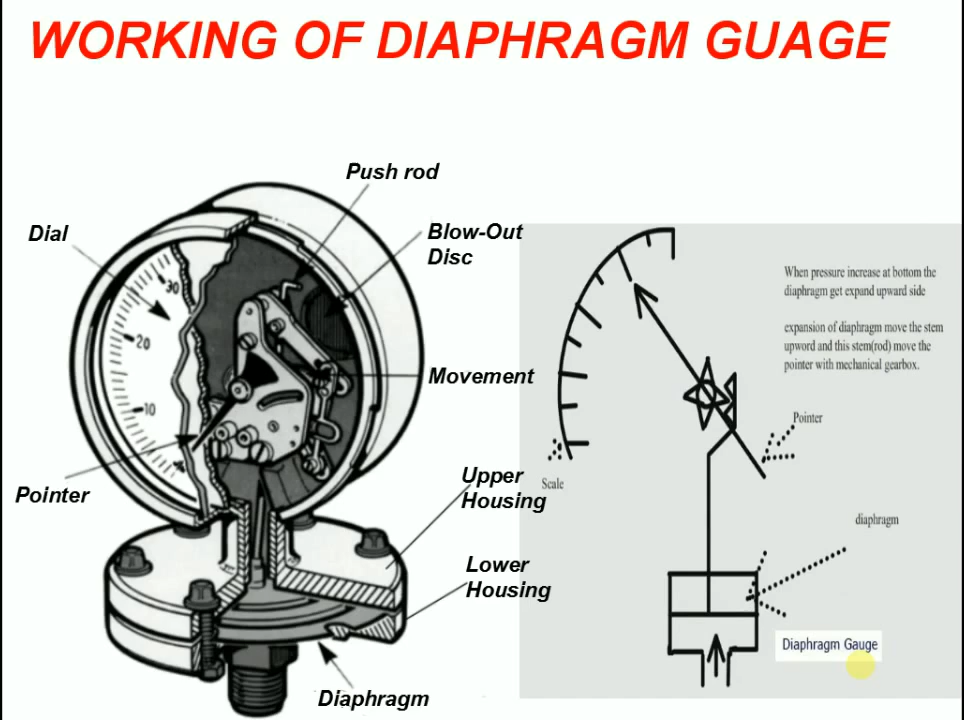 WORKING OF DIAPHRAGM GUAGE
Push rod
Dial
Blow-Out
Disc
30
20
10
Movement
Pointer
Upper
Housing
Lower
Housing
Diaphragm
When pressure increase at bottom the
diaphragm get expand upward side
expansion of diaphragm move the stem
upword and this stem(rod) move the
pointer with mechanical gearbox.
Pointer
Scale
diaphragm
Diaphragm Gauge